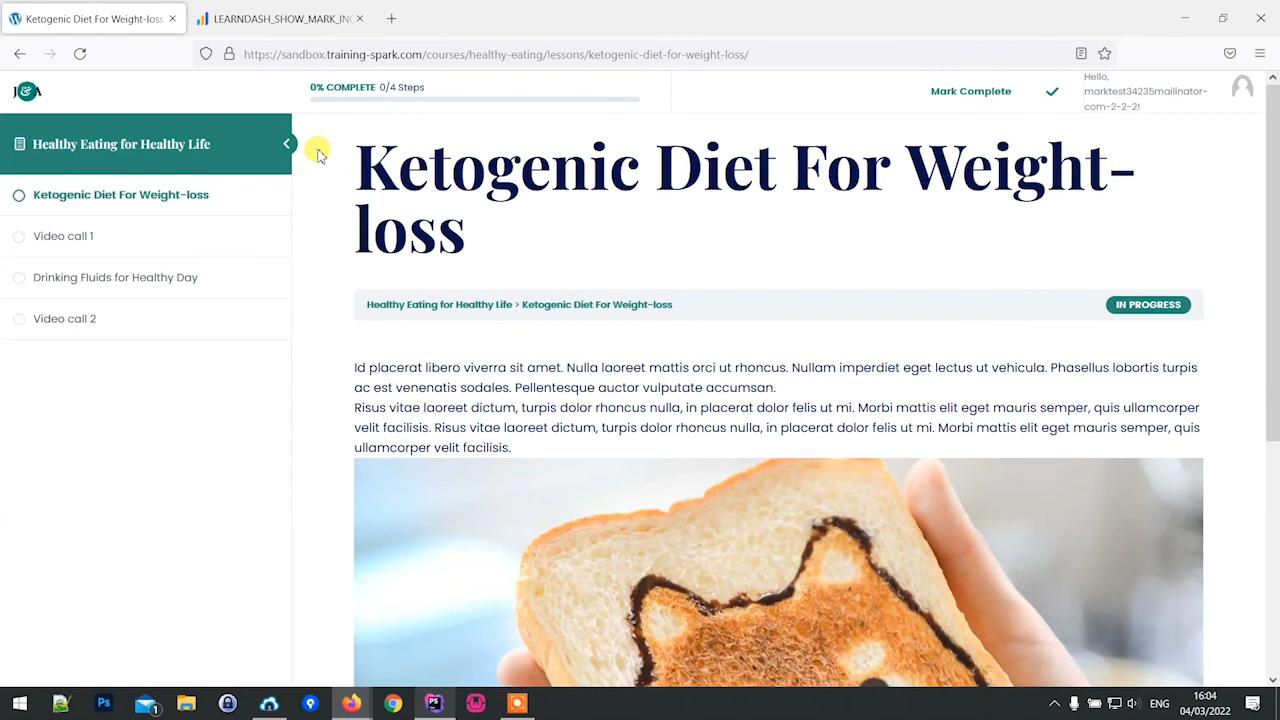 Ketogenic Diet For Weight-loss
LEARNDASH_SHOW_MARK_INC
https://sandbox.training-spark.com/courses/healthy-eating/lessons/ketogenic-diet-for-weight-loss/
J&A
0% COMPLETE 0/4 Steps
Mark Complete
Hello,
marktest34235mailinator-
com-2-2-2!
Healthy Eating for Healthy Life
Ketogenic Diet For Weight-loss
Video call 1
Drinking Fluids for Healthy Day
Video call 2
Ketogenic Diet For Weight-
loss
Healthy Eating for Healthy Life > Ketogenic Diet For Weight-loss
IN PROGRESS
Id placerat libero viverra sit amet. Nulla laoreet mattis orci ut rhoncus. Nullam imperdiet eget lectus ut vehicula. Phasellus lobortis turpis
ac est venenatis sodales. Pellentesque auctor vulputate accumsan.
Risus vitae laoreet dictum, turpis dolor rhoncus nulla, in placerat dolor felis ut mi. Morbi mattis elit eget mauris semper, quis ullamcorper
velit facilisis. Risus vitae laoreet dictum, turpis dolor rhoncus nulla, in placerat dolor felis ut mi. Morbi mattis elit eget mauris semper, quis
ullamcorper velit facilisis.
Ps
1
ENG
16:04
04/03/2022